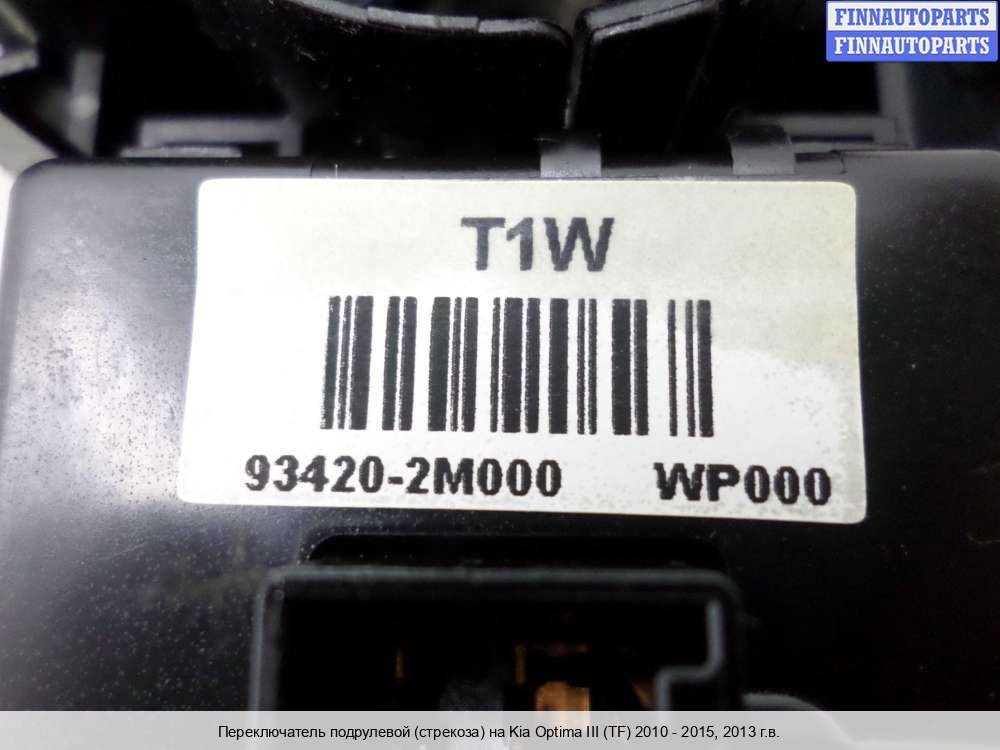 FINNAUTOPARTS
FINNAUTOPARTS
T1W
93420-2M000 WP000
Переключатель подрулевой (стрекоза) на Kia Optima III (TF) 2010 - 2015, 2013 г.в.